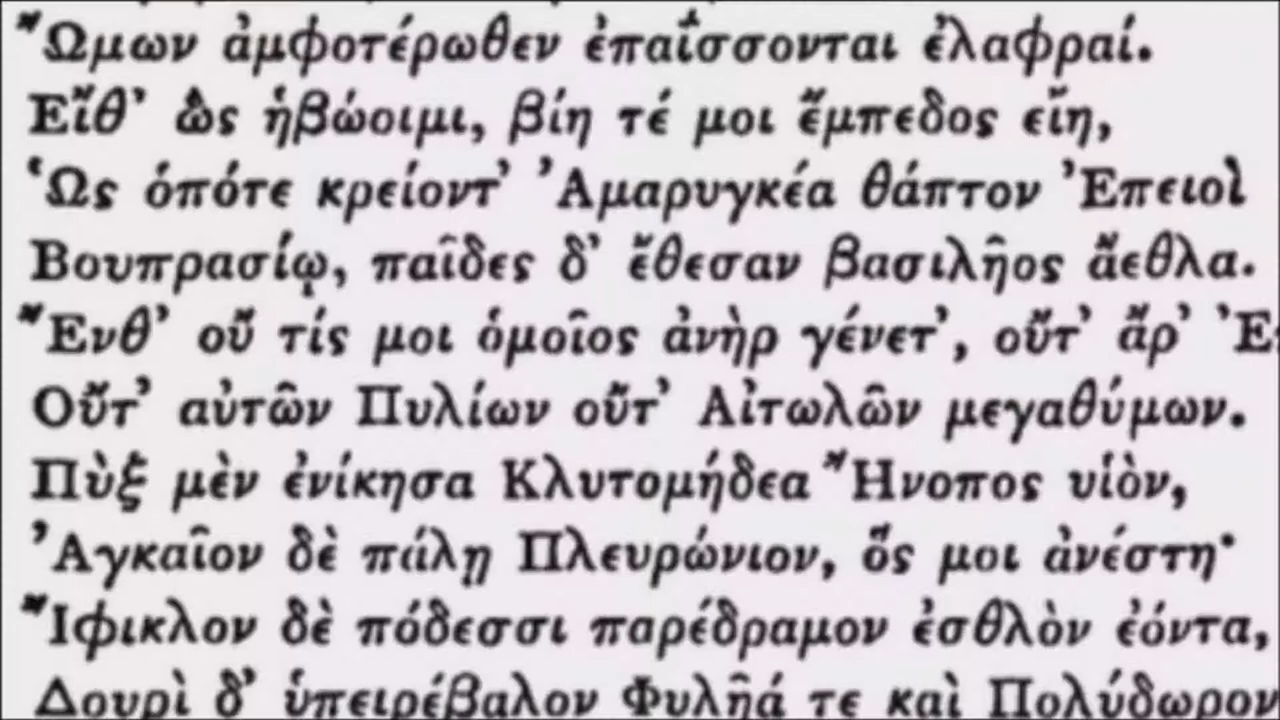 Ὤμων ἀμφοτέρωθεν ἐπαΐσσονται ἐλαφραί.
Εἴθ’ ὣς ἡβώοιμι, βίη τέ μοι ἔμπεδος εἴη,
Ὡς ὁπότε κρείοντ’ Ἀμαρυγκέα θάπτον Ἐπειοὶ
Βουπρασίῳ, παῖδες δ’ ἔθεσαν βασιλῆος ἄεθλα.
Ἔνθ’ οὔ τίς μοι ὁμοῖος ἀνὴρ γένετ’, οὔτ’ ἄρ’
Οὔτ’ αὐτῶν Πυλίων οὔτ’ Αἰτωλῶν μεγαθύμων.
Πὺξ μὲν ἐνίκησα Κλυτομήδεα Ἤνοπος υἱὸν,
Ἀγκαῖον δὲ πάλῃ Πλευρώνιον, ὅς μοι ἀνέστη·
Ἴφικλον δὲ πόδεσσι παρέδραμον ἐσθλὸν ἐόντα,
Δουρὶ δ’ ὑπειρέβαλον Φυλῆά τε καὶ Πολύδωρον